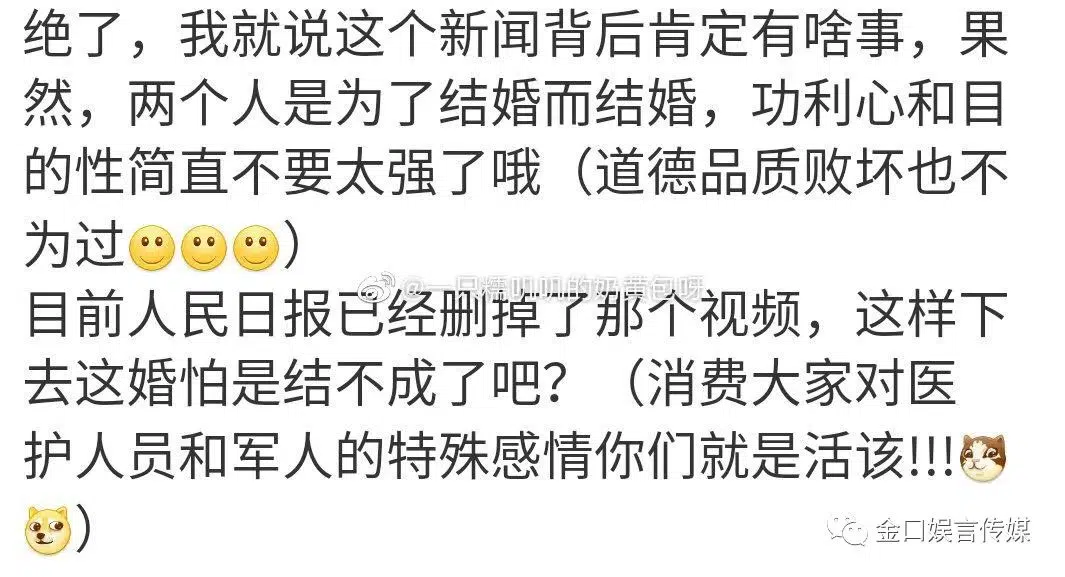 绝了，我就说这个新闻背后肯定有啥事，果
然，两个人是为了结婚而结婚，功利心和目
的性简直不要太强了哦（道德品质败坏也不
为过）
@一只糯叽叽的奶黄包呀
目前人民日报已经删掉了那个视频，这样下
去这婚怕是结不成了吧？（消费大家对医
护人员和军人的特殊感情你们就是活该!!!
）
金口娱言传媒